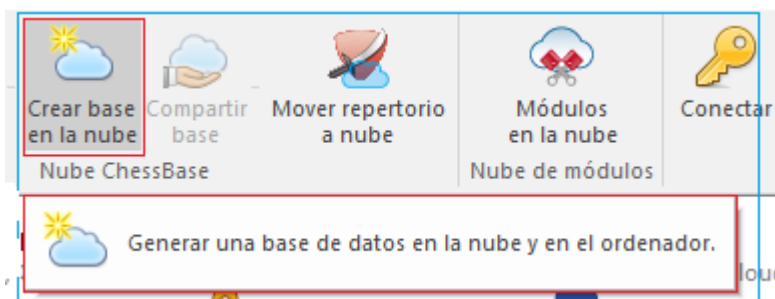 Crear base
en la nube
Compartir
base
Mover repertorio
a nube
Módulos
en la nube
Conectar
Nube ChessBase
Nube de módulos
Generar una base de datos en la nube y en el ordenador.